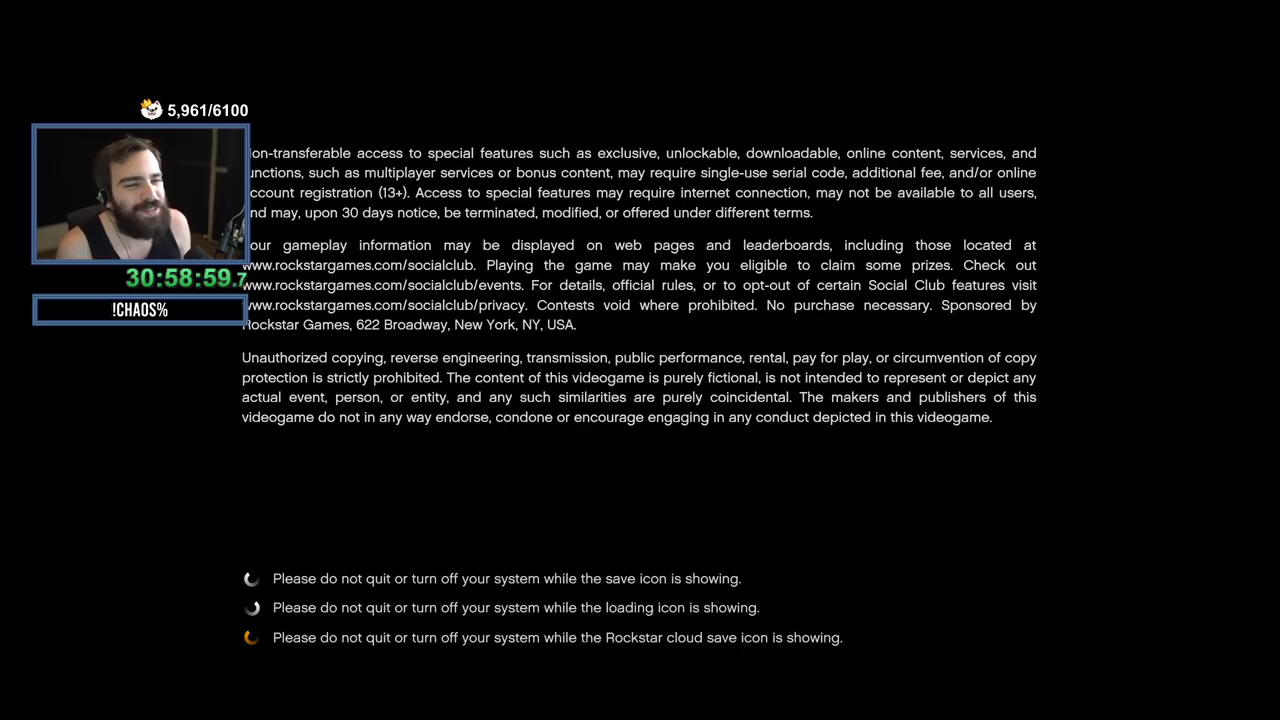 5,961/6100
on-transferable access to special features such as exclusive, unlockable, downloadable, online content, services, and
unctions, such as multiplayer services or bonus content, may require single-use serial code, additional fee, and/or online
ccount registration (13+). Access to special features may require internet connection, may not be available to all users,
nd may, upon 30 days notice, be terminated, modified, or offered under different terms.
our gameplay information may be displayed on web pages and leaderboards, including those located at
www.rockstargames.com/socialclub. Playing the game may make you eligible to claim some prizes. Check out
www.rockstargames.com/socialclub/events. For details, official rules, or to opt-out of certain Social Club features visit
www.rockstargames.com/socialclub/privacy. Contests void where prohibited. No purchase necessary. Sponsored by
Rockstar Games, 622 Broadway, New York, NY, USA.
30:58:59.7
!CHAOS%
Unauthorized copying, reverse engineering, transmission, public performance, rental, pay for play, or circumvention of copy
protection is strictly prohibited. The content of this videogame is purely fictional, is not intended to represent or depict any
actual event, person, or entity, and any such similarities are purely coincidental. The makers and publishers of this
videogame do not in any way endorse, condone or encourage engaging in any conduct depicted in this videogame.
Please do not quit or turn off your system while the save icon is showing.
Please do not quit or turn off your system while the loading icon is showing.
Please do not quit or turn off your system while the Rockstar cloud save icon is showing.